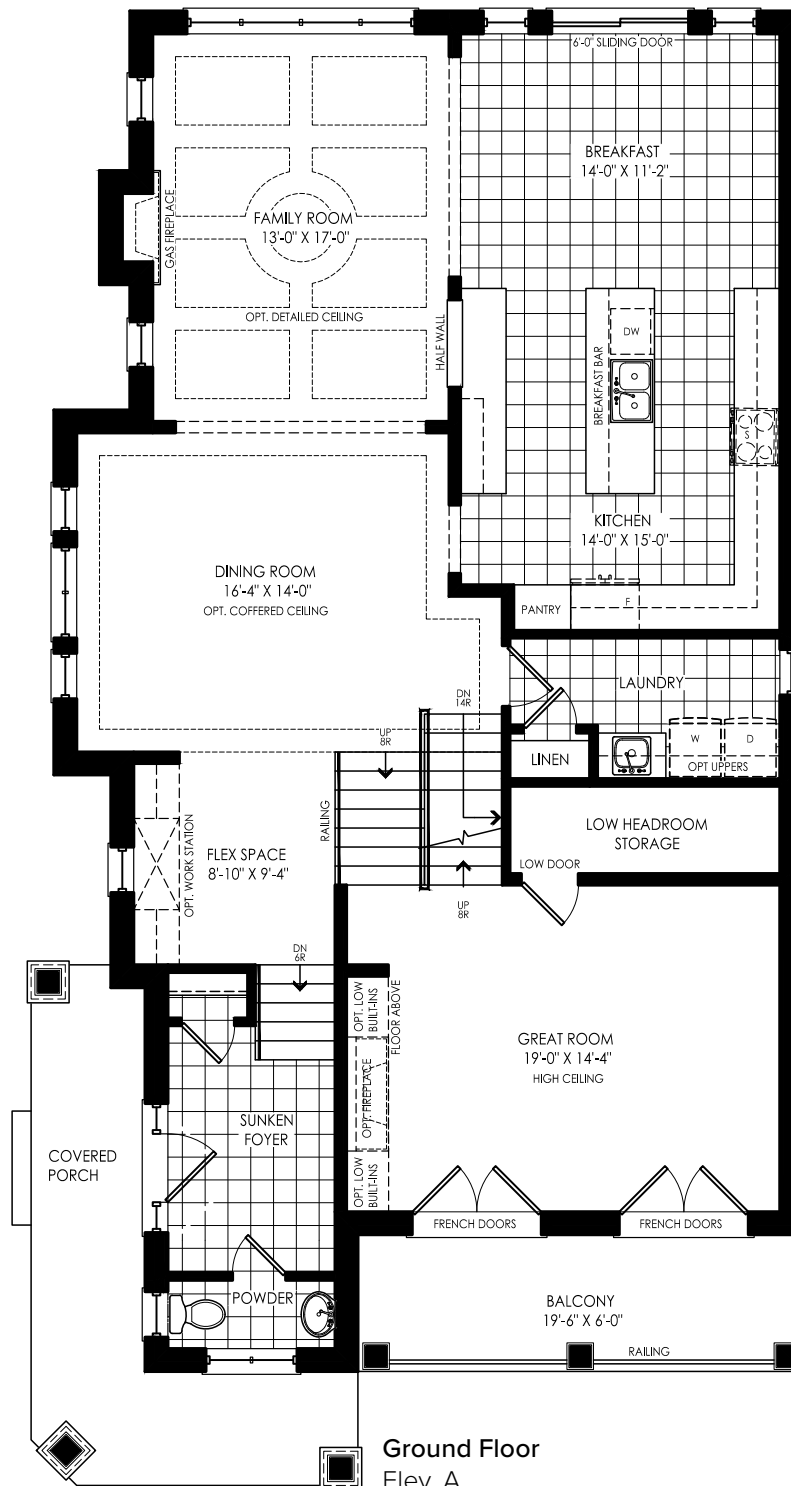 6'-0" SLIDING DOOR
BREAKFAST
14'-0" X 11'-2"
GAS FIREPLACE
FAMILY ROOM
13'-0" X 17'-0"
OPT. DETAILED CEILING
HALF WALL
BREAKFAST BAR
DW
S
KITCHEN
14'-0" X 15'-0"
PANTRY
F
DINING ROOM
16'-4" X 14'-0"
OPT. COFFERED CEILING
LAUNDRY
DN
14R
UP
8R
LINEN
W
D
OPT UPPERS
RAILING
OPT. WORK STATION
FLEX SPACE
8'-10" X 9'-4"
LOW HEADROOM
STORAGE
LOW DOOR
UP
8R
DN
6R
OPT. LOW
BUILT-INS
FLOOR ABOVE
OPT. FIREPLACE
OPT. LOW
BUILT-INS
GREAT ROOM
19'-0" X 14'-4"
HIGH CEILING
SUNKEN
FOYER
COVERED
PORCH
FRENCH DOORS
FRENCH DOORS
POWDER
BALCONY
19'-6" X 6'-0"
RAILING
Ground Floor
Elev. A